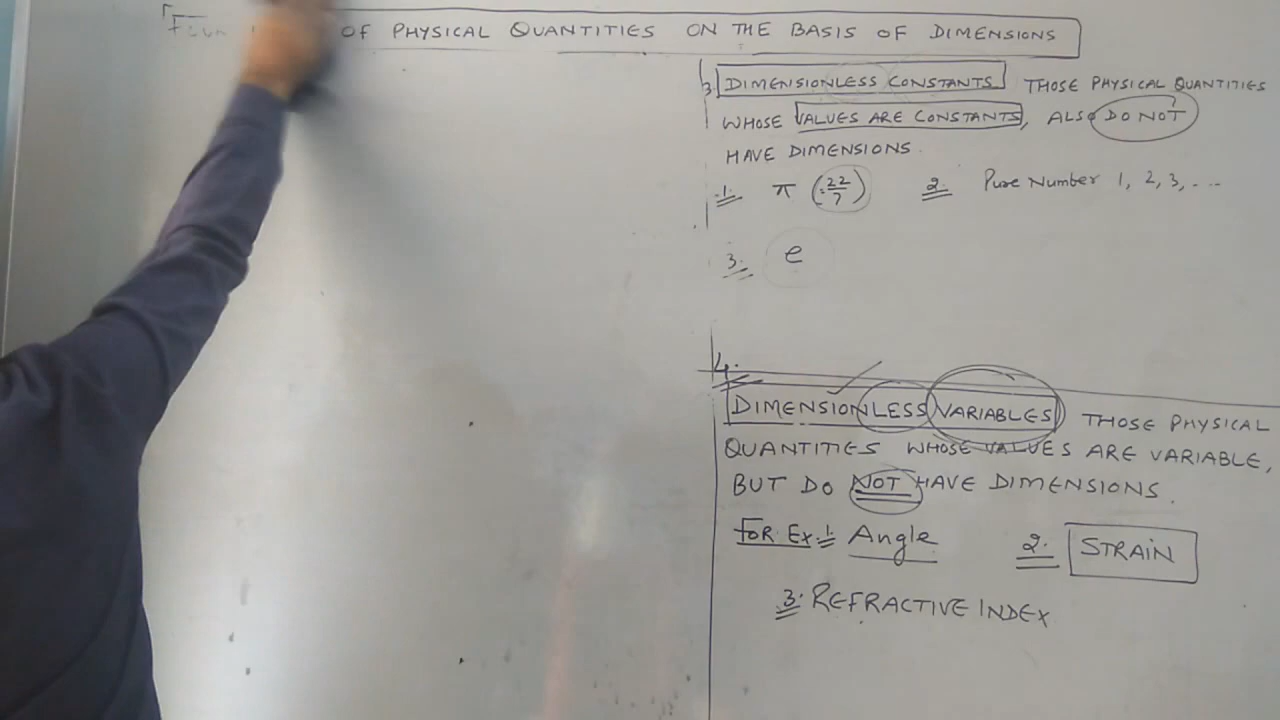 OF PHYSICAL QUANTITIES ON THE BASIS OF DIMENSIONS
3. DIMENSIONLESS CONSTANTS THOSE PHYSICAL QUANTITIES
WHOSE VALUES ARE CONSTANTS, ALSO DO NOT
HAVE DIMENSIONS.
1. π (22/7) 2. Pure Number 1, 2, 3, ...
3. e
4.
DIMENSIONLESS VARIABLES THOSE PHYSICAL
QUANTITIES WHOSE VALUES ARE VARIABLE,
BUT DO NOT HAVE DIMENSIONS.
FOR Ex. 1. Angle 2. STRAIN
3. REFRACTIVE INDEX